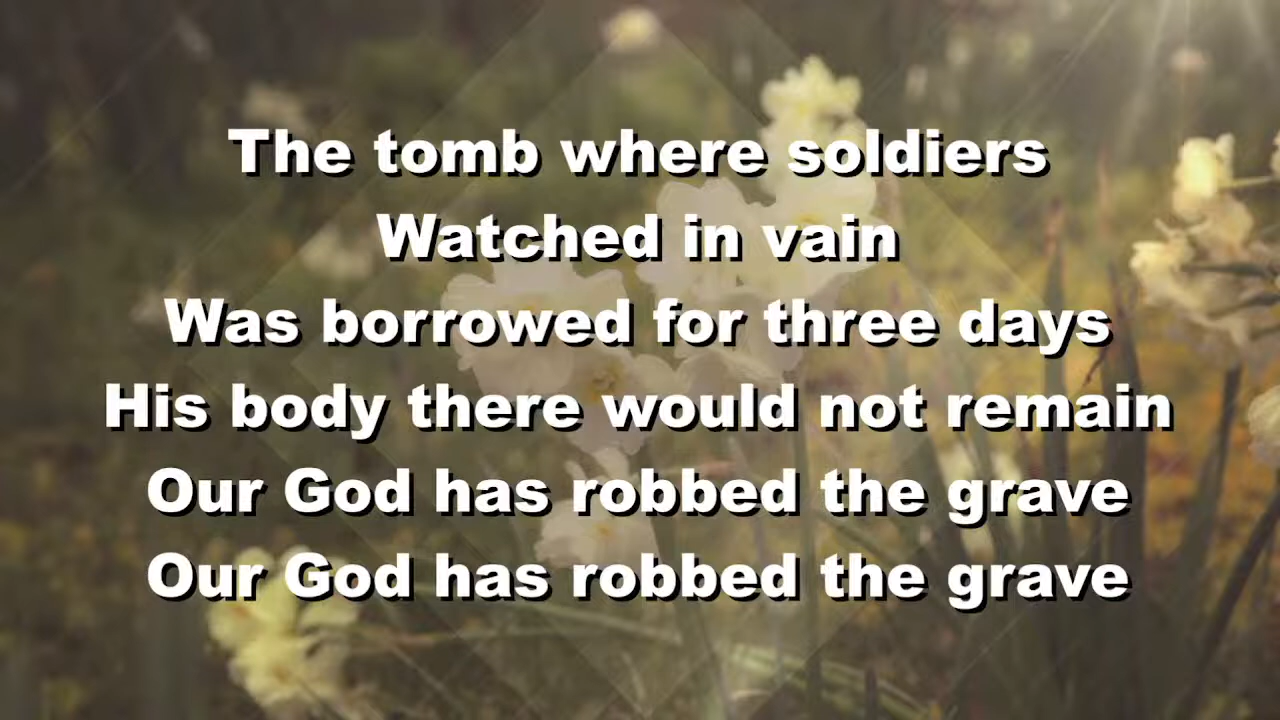 The tomb where soldiers
Watched in vain
Was borrowed for three days
His body there would not remain
Our God has robbed the grave
Our God has robbed the grave